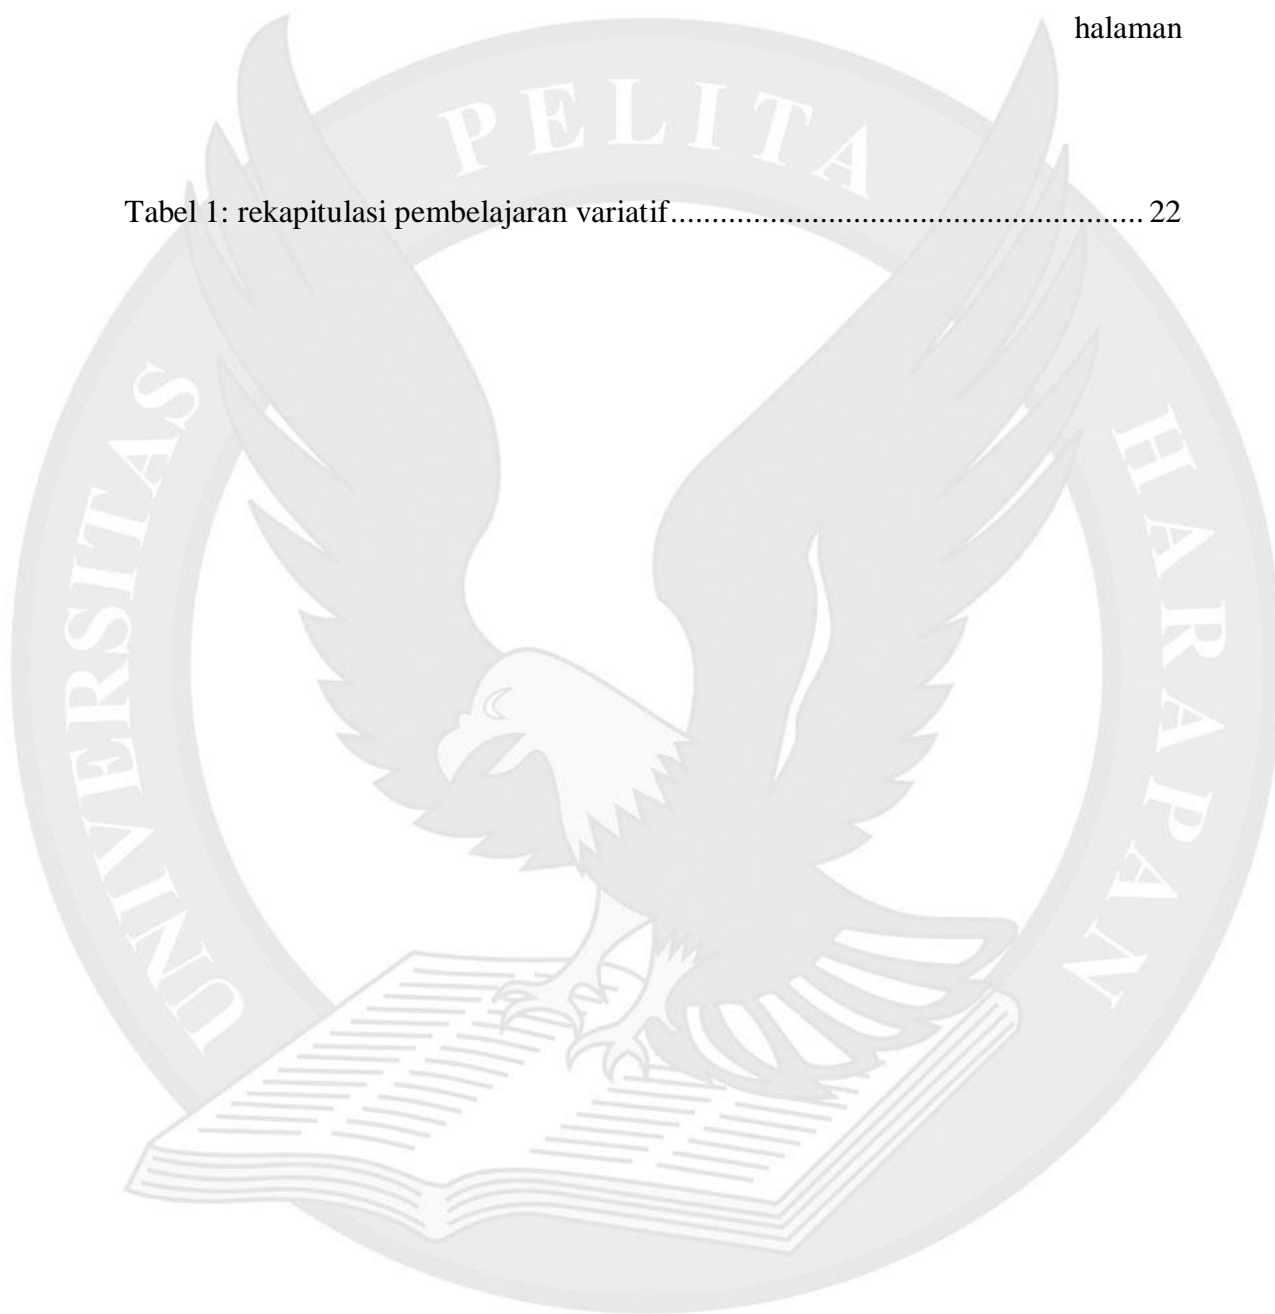 halaman
PELITA
Tabel 1: rekapitulasi pembelajaran variatif................................................... 22
UNIVERSITAS
HARAPAN